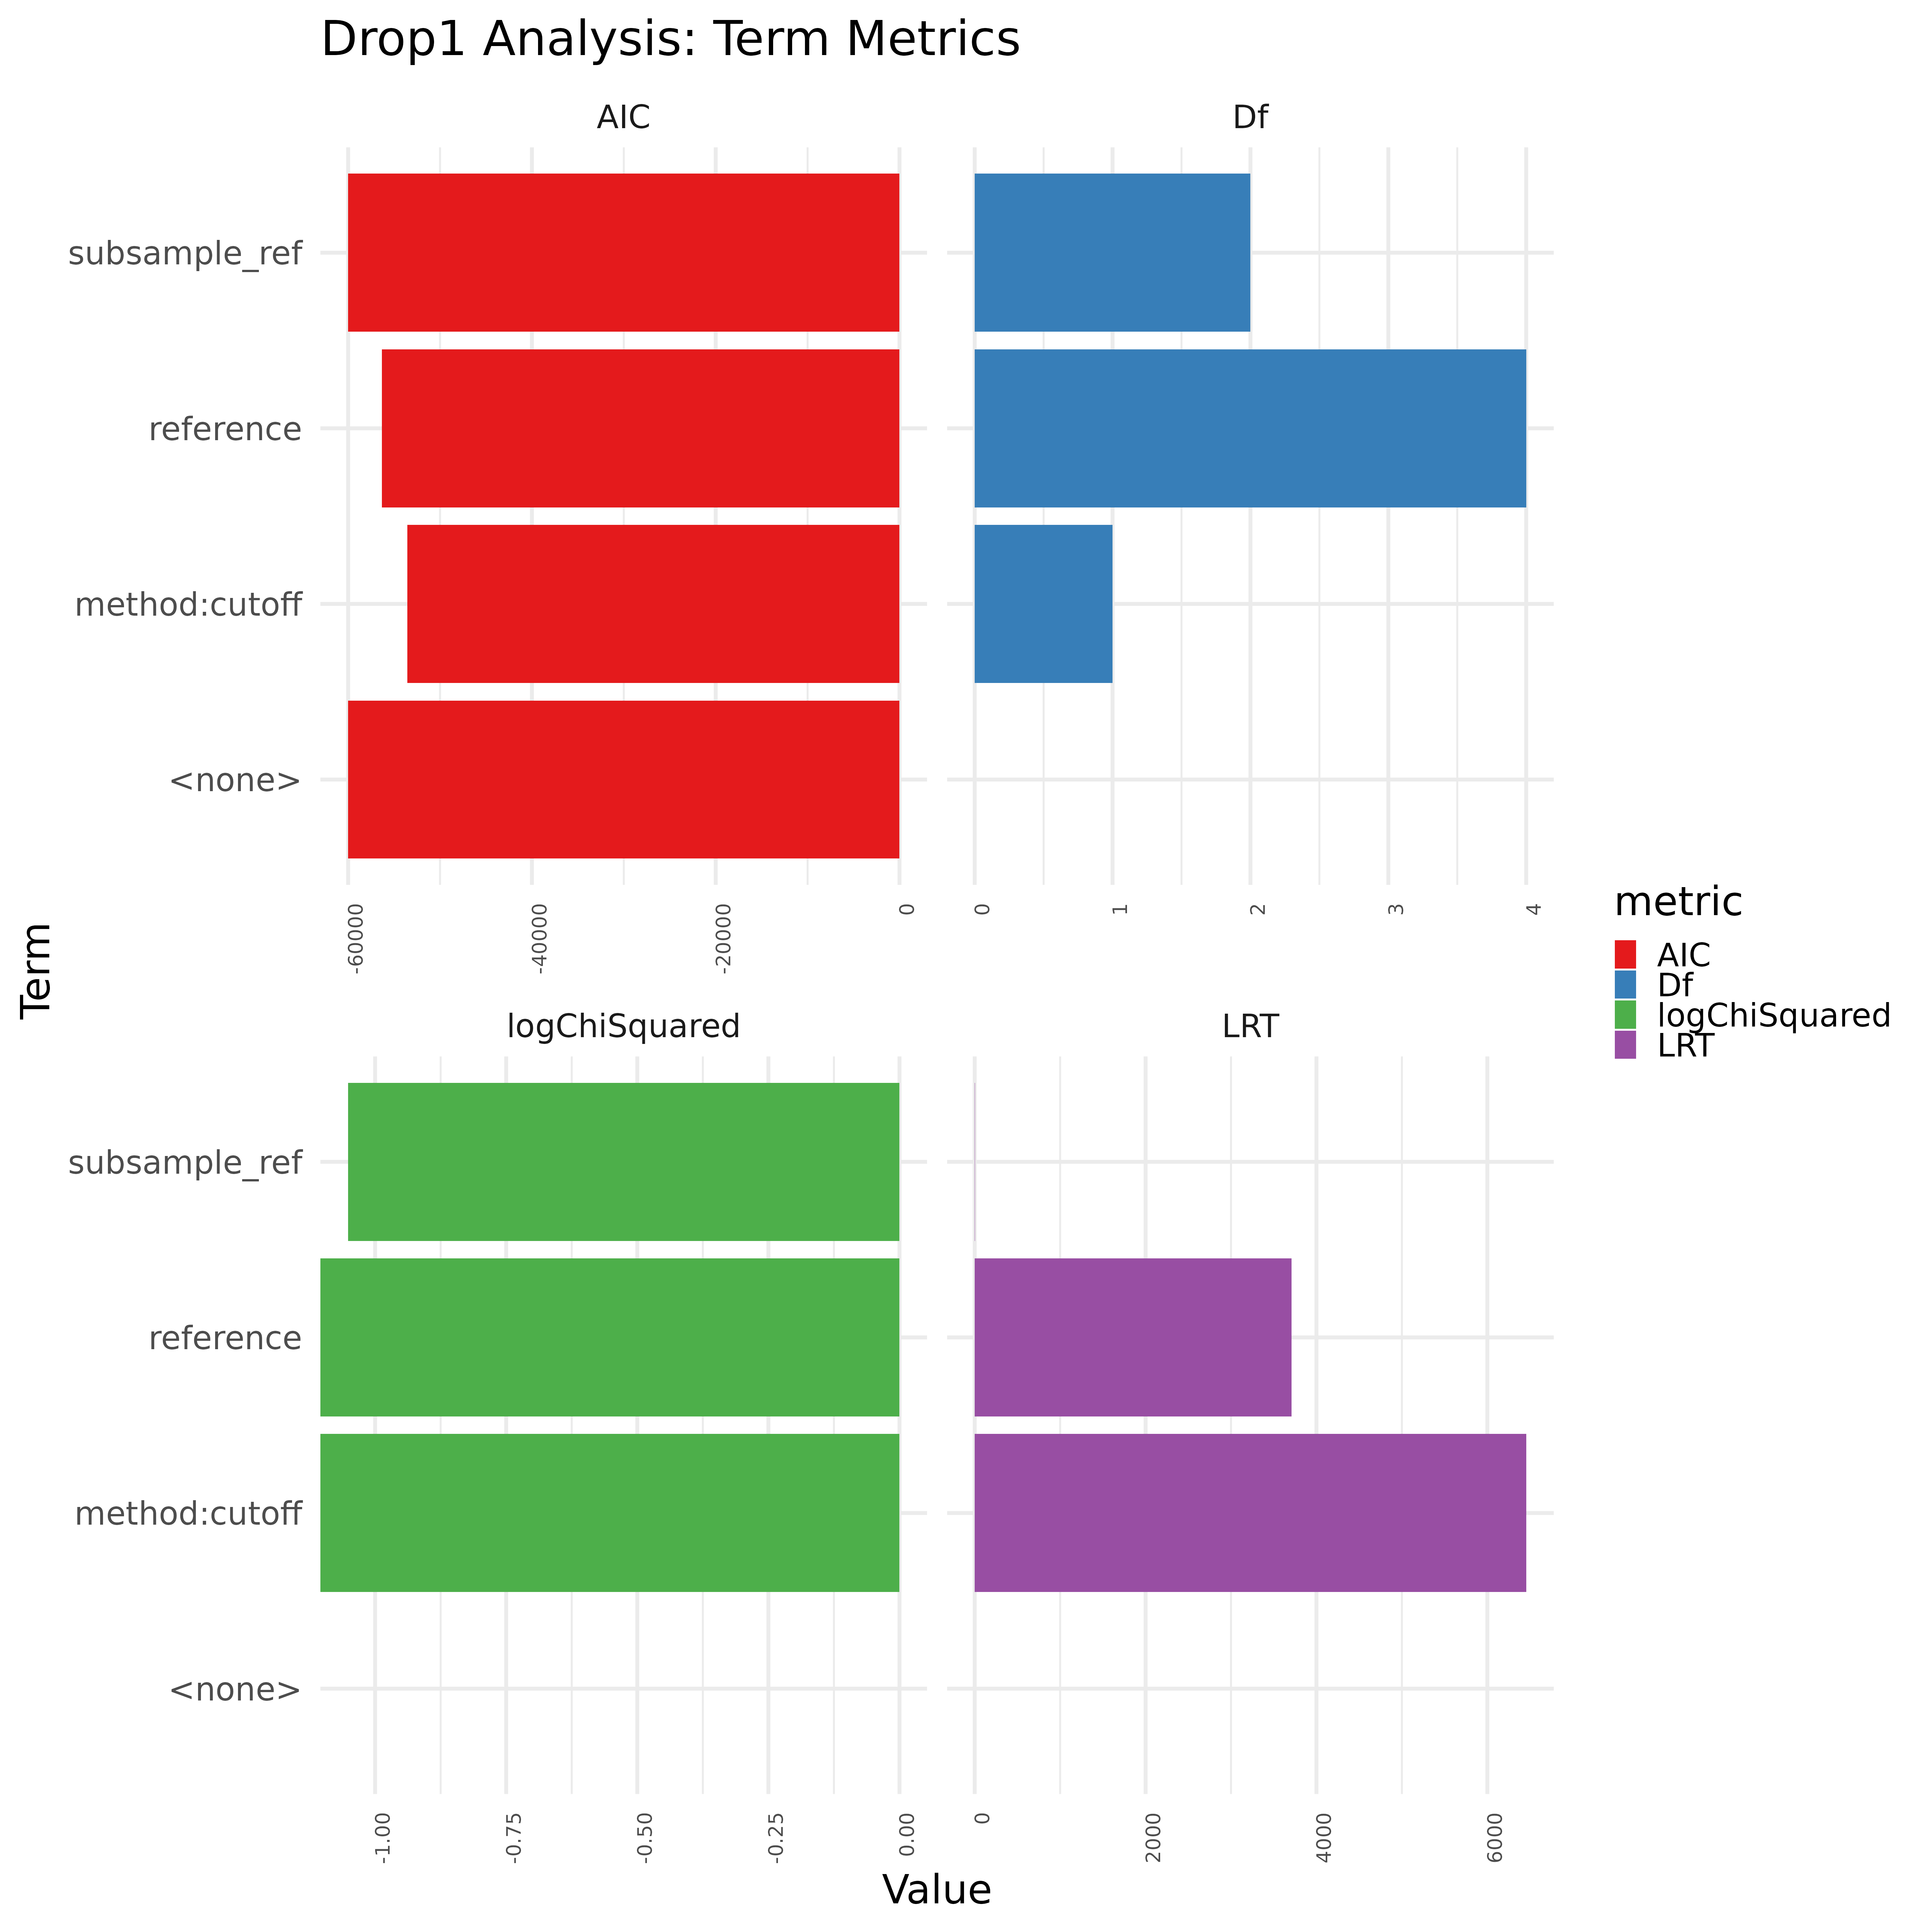 Drop1 Analysis: Term Metrics
AIC
Df
subsample_ref
reference
method:cutoff
<none>
-60000
-40000
-20000
0
0
1
2
3
4
logChiSquared
LRT
subsample_ref
reference
method:cutoff
<none>
-1.00
-0.75
-0.50
-0.25
0.00
0
2000
4000
6000
Value
Term
metric
AIC
Df
logChiSquared
LRT